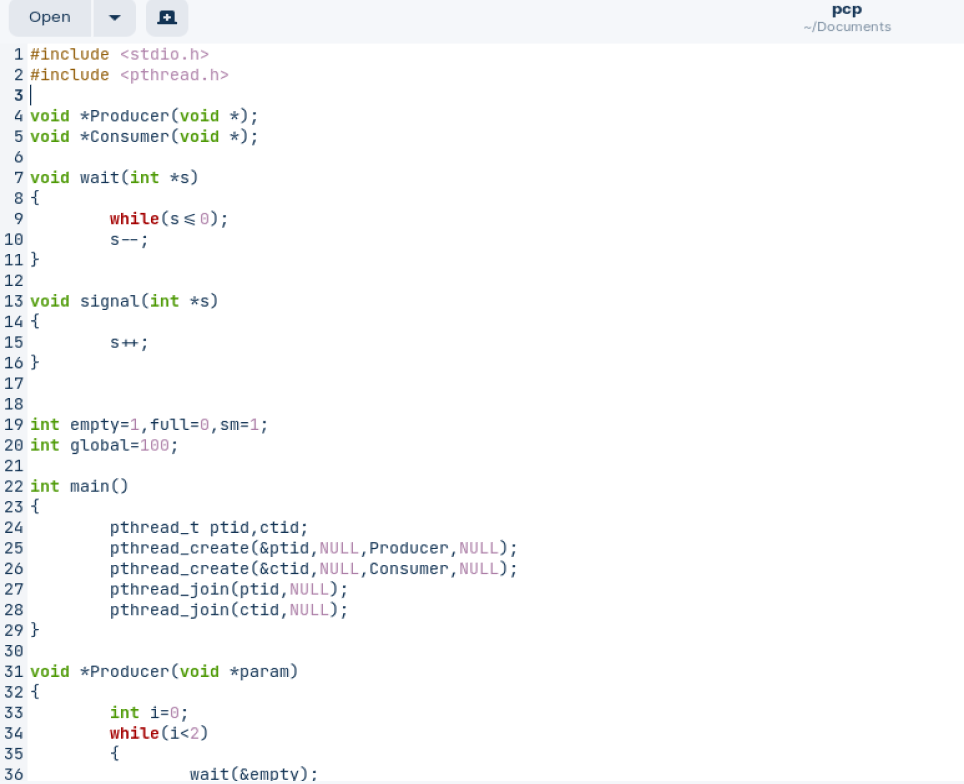 Open
pcp
~/Documents
1 #include <stdio.h>
2 #include <pthread.h>
3
4 void *Producer(void *);
5 void *Consumer(void *);
6
7 void wait(int *s)
8 {
9 while(s<=0);
10 s--;
11 }
12
13 void signal(int *s)
14 {
15 s++;
16 }
17
18
19 int empty=1,full=0,sm=1;
20 int global=100;
21
22 int main()
23 {
24 pthread_t ptid,ctid;
25 pthread_create(&ptid,NULL,Producer,NULL);
26 pthread_create(&ctid,NULL,Consumer,NULL);
27 pthread_join(ptid,NULL);
28 pthread_join(ctid,NULL);
29 }
30
31 void *Producer(void *param)
32 {
33 int i=0;
34 while(i<2)
35 {
36 wait(&empty);